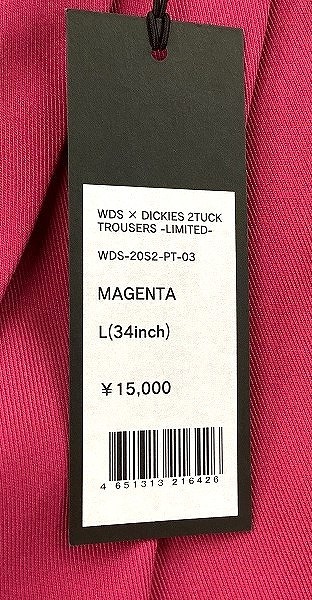 WDS × DICKIES 2TUCK
TROUSERS -LIMITED-
WDS-20S2-PT-03
MAGENTA
L(34inch)
￥15,000
4 651313 216426